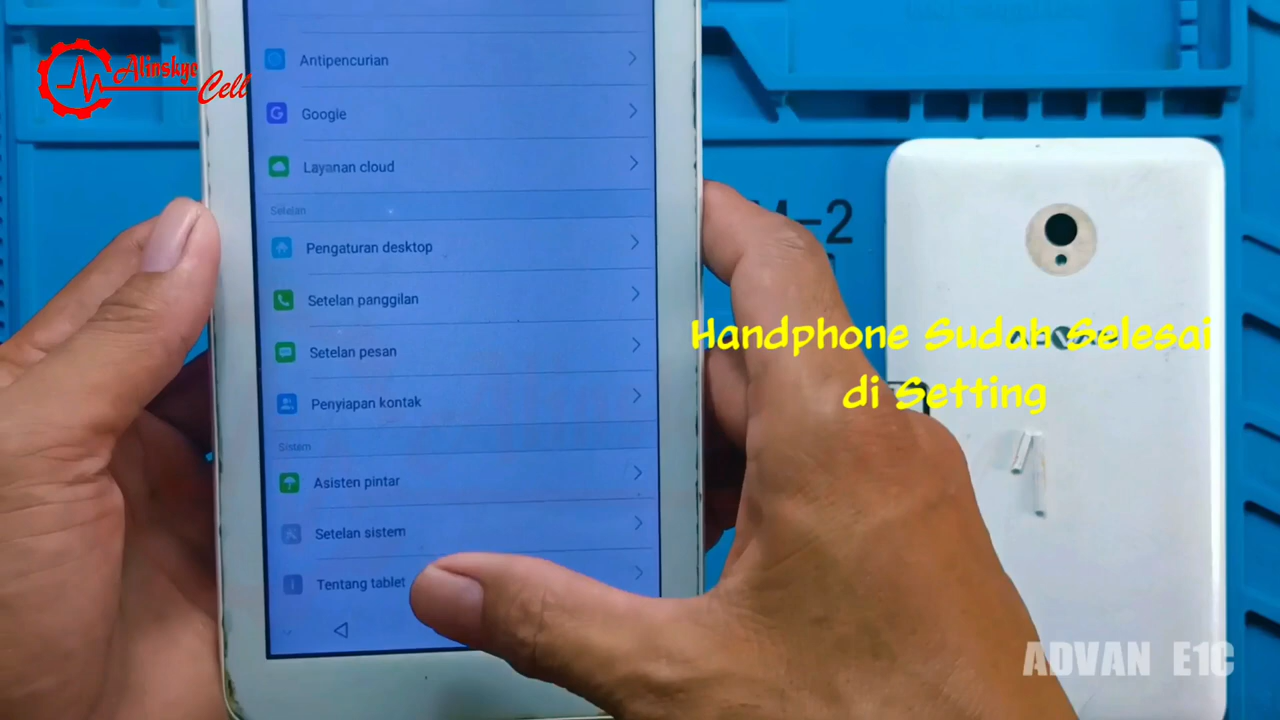 Alinskye
Cell
Antipencurian
Google
Layanan cloud
Setelan
Pengaturan desktop
Setelan panggilan
Setelan pesan
Penyiapan kontak
Sistem
Asisten pintar
Setelan sistem
Tentang tablet
M-2
Handphone Sudah Selesai
di Setting
ADVAN E1C